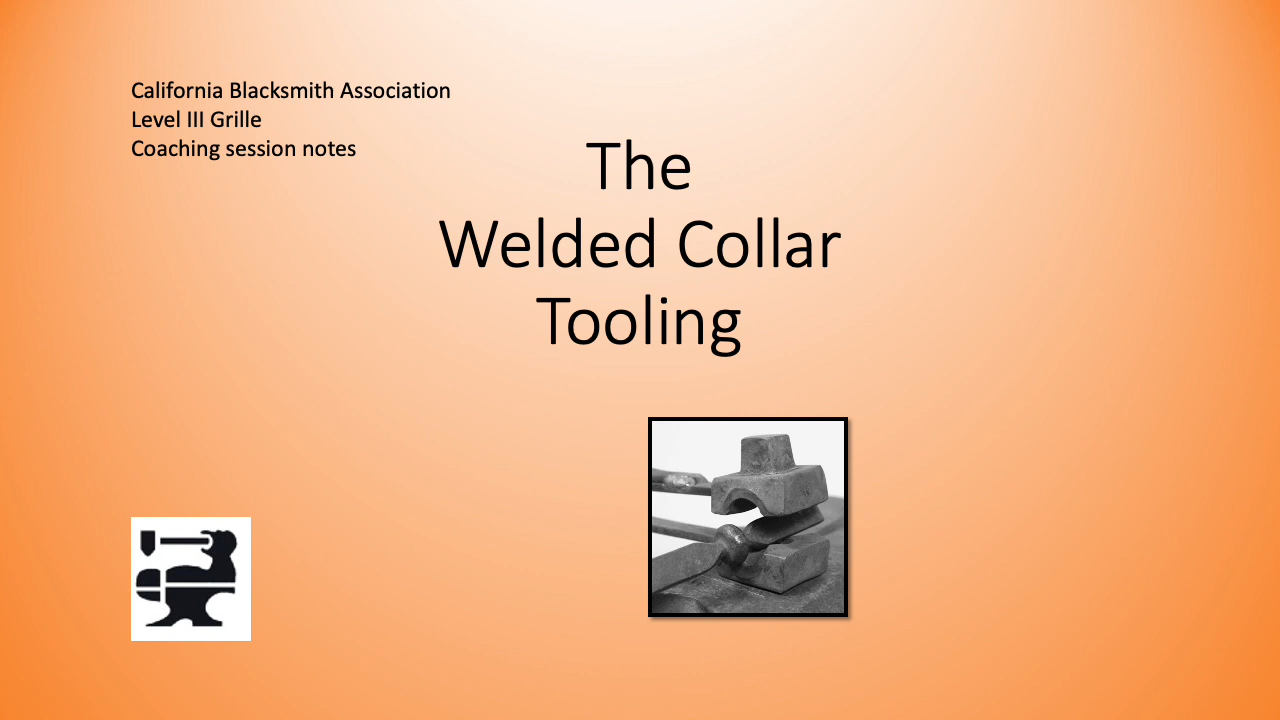 California Blacksmith Association
Level III Grille
Coaching session notes
The
Welded Collar
Tooling